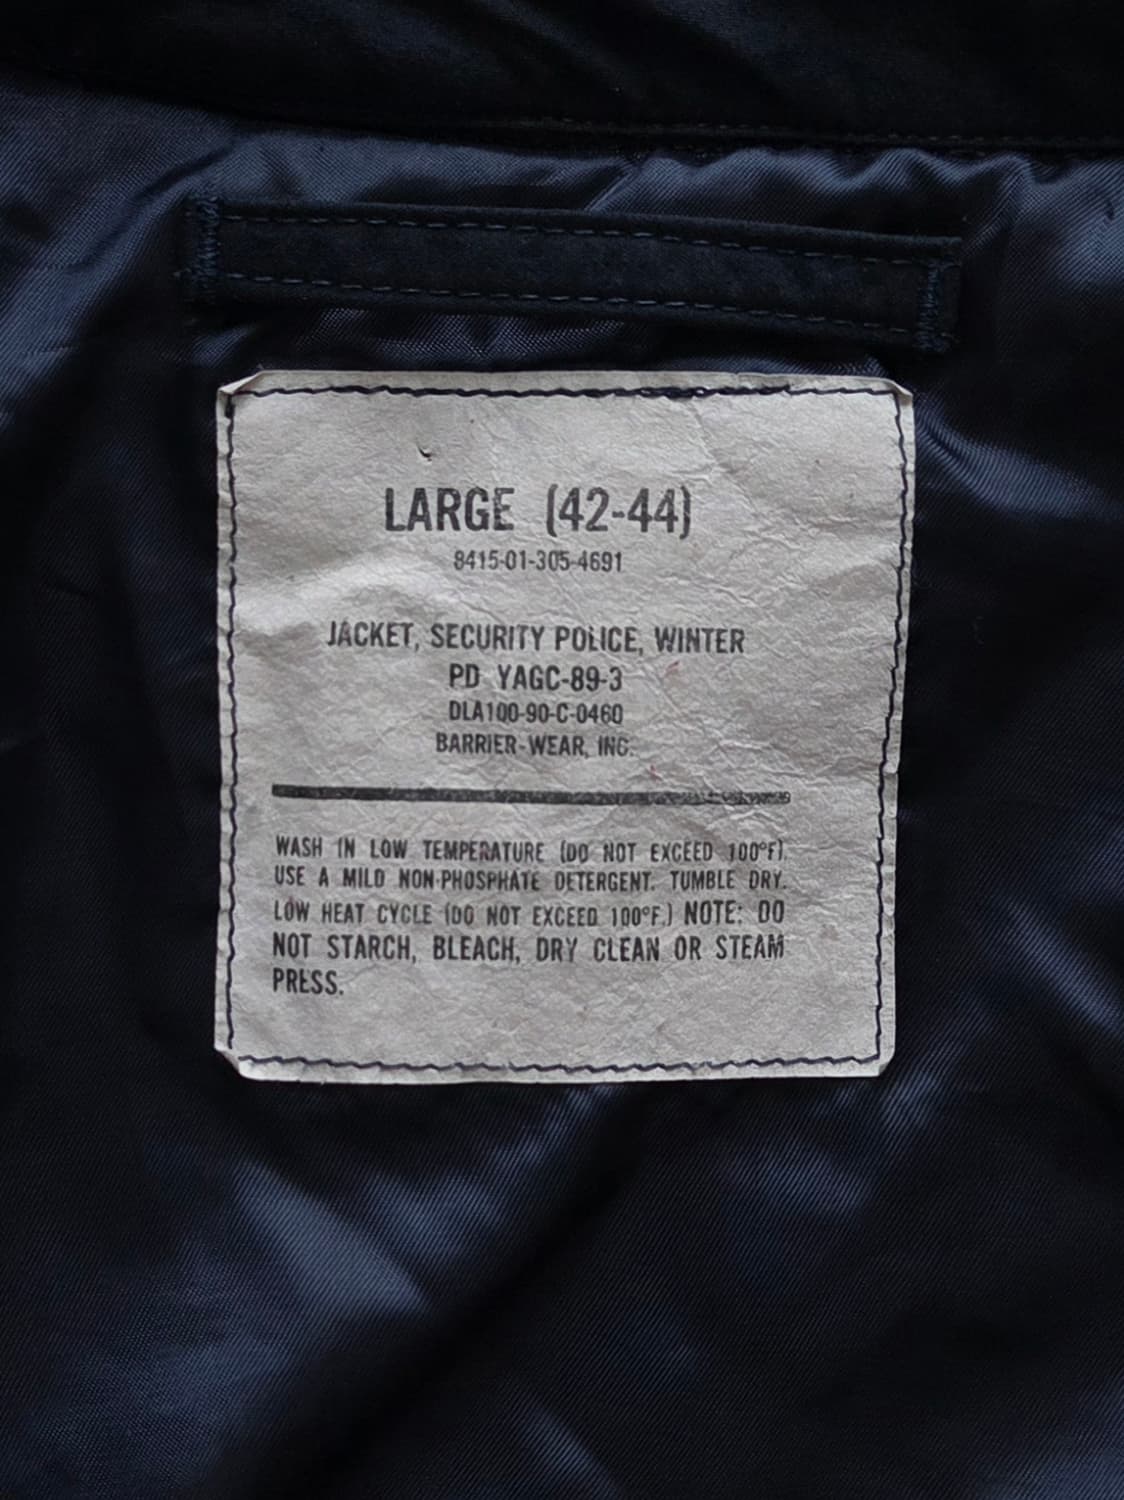 LARGE (42-44)
8415-01-305-4691
JACKET, SECURITY POLICE, WINTER
PD YAGC-89-3
DLA100-90-C-0460
BARRIER-WEAR, INC.
WASH IN LOW TEMPERATURE (DO NOT EXCEED 100°F).
USE A MILD NON-PHOSPHATE DETERGENT. TUMBLE DRY.
LOW HEAT CYCLE (DO NOT EXCEED 100°F.) NOTE: DO
NOT STARCH, BLEACH, DRY CLEAN OR STEAM
PRESS.